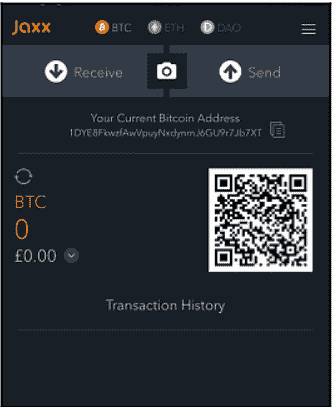 Jaxx BTC ETH DAO
Receive Send
Your Current Bitcoin Address
1DYE8FkwzfAwVpuyNxdynmJ6GU9r7Jb7XT
BTC
0
£0.00
Transaction History